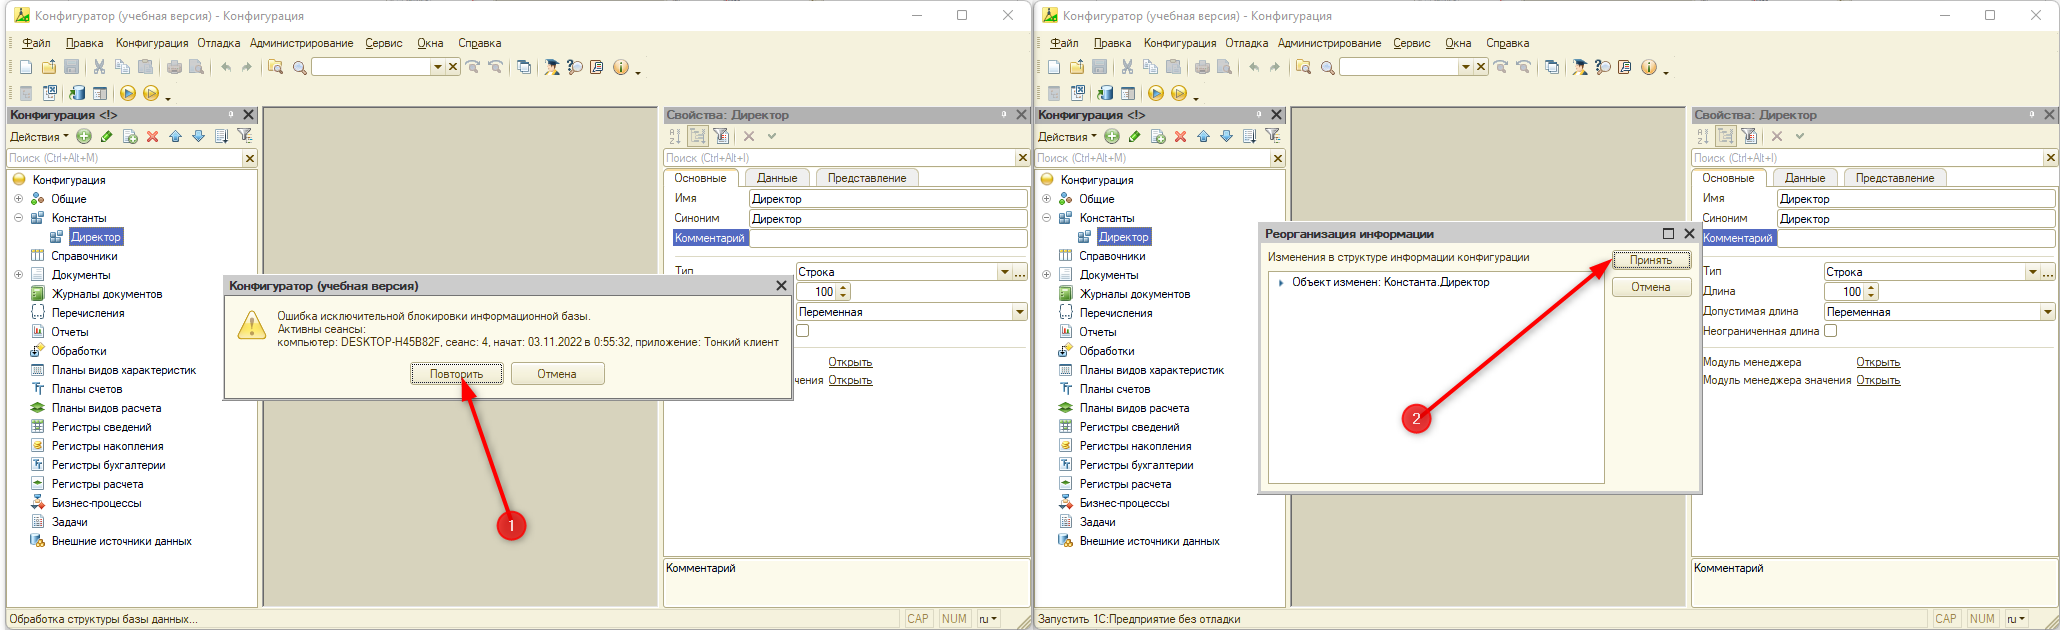 Конфигуратор (учебная версия) - Конфигурация
Файл Правка Конфигурация Отладка Администрирование Сервис Окна Справка
Конфигурация <!>
Действия
Поиск (Ctrl+Alt+M)
Конфигурация
Общие
Константы
Директор
Справочники
Документы
Журналы документов
Перечисления
Отчеты
Обработки
Планы видов характеристик
Планы счетов
Планы видов расчета
Регистры сведений
Регистры накопления
Регистры бухгалтерии
Регистры расчета
Бизнес-процессы
Задачи
Внешние источники данных
Конфигуратор (учебная версия)
Ошибка исключительной блокировки информационной базы.
Активны сеансы:
компьютер: DESKTOP-H45B82F, сеанс: 4, начат: 03.11.2022 в 0:55:32, приложение: Тонкий клиент
Повторить Отмена
1
Свойства: Директор
Поиск (Ctrl+Alt+I)
Основные Данные Представление
Имя Директор
Синоним Директор
Комментарий
Тип Строка
100
Переменная
Открыть
чения Открыть
Комментарий
Обработка структуры базы данных...
CAP NUM ru
Конфигуратор (учебная версия) - Конфигурация
Файл Правка Конфигурация Отладка Администрирование Сервис Окна Справка
Конфигурация <!>
Действия
Поиск (Ctrl+Alt+M)
Конфигурация
Общие
Константы
Директор
Справочники
Документы
Журналы документов
Перечисления
Отчеты
Обработки
Планы видов характеристик
Планы счетов
Планы видов расчета
Регистры сведений
Регистры накопления
Регистры бухгалтерии
Регистры расчета
Бизнес-процессы
Задачи
Внешние источники данных
Реорганизация информации
Изменения в структуре информации конфигурации
Объект изменен: Константа.Директор
Принять
Отмена
2
Свойства: Директор
Поиск (Ctrl+Alt+I)
Основные Данные Представление
Имя Директор
Синоним Директор
Комментарий
Тип Строка
Длина 100
Допустимая длина Переменная
Неограниченная длина
Модуль менеджера Открыть
Модуль менеджера значения Открыть
Комментарий
Запустить 1С:Предприятие без отладки
CAP NUM ru